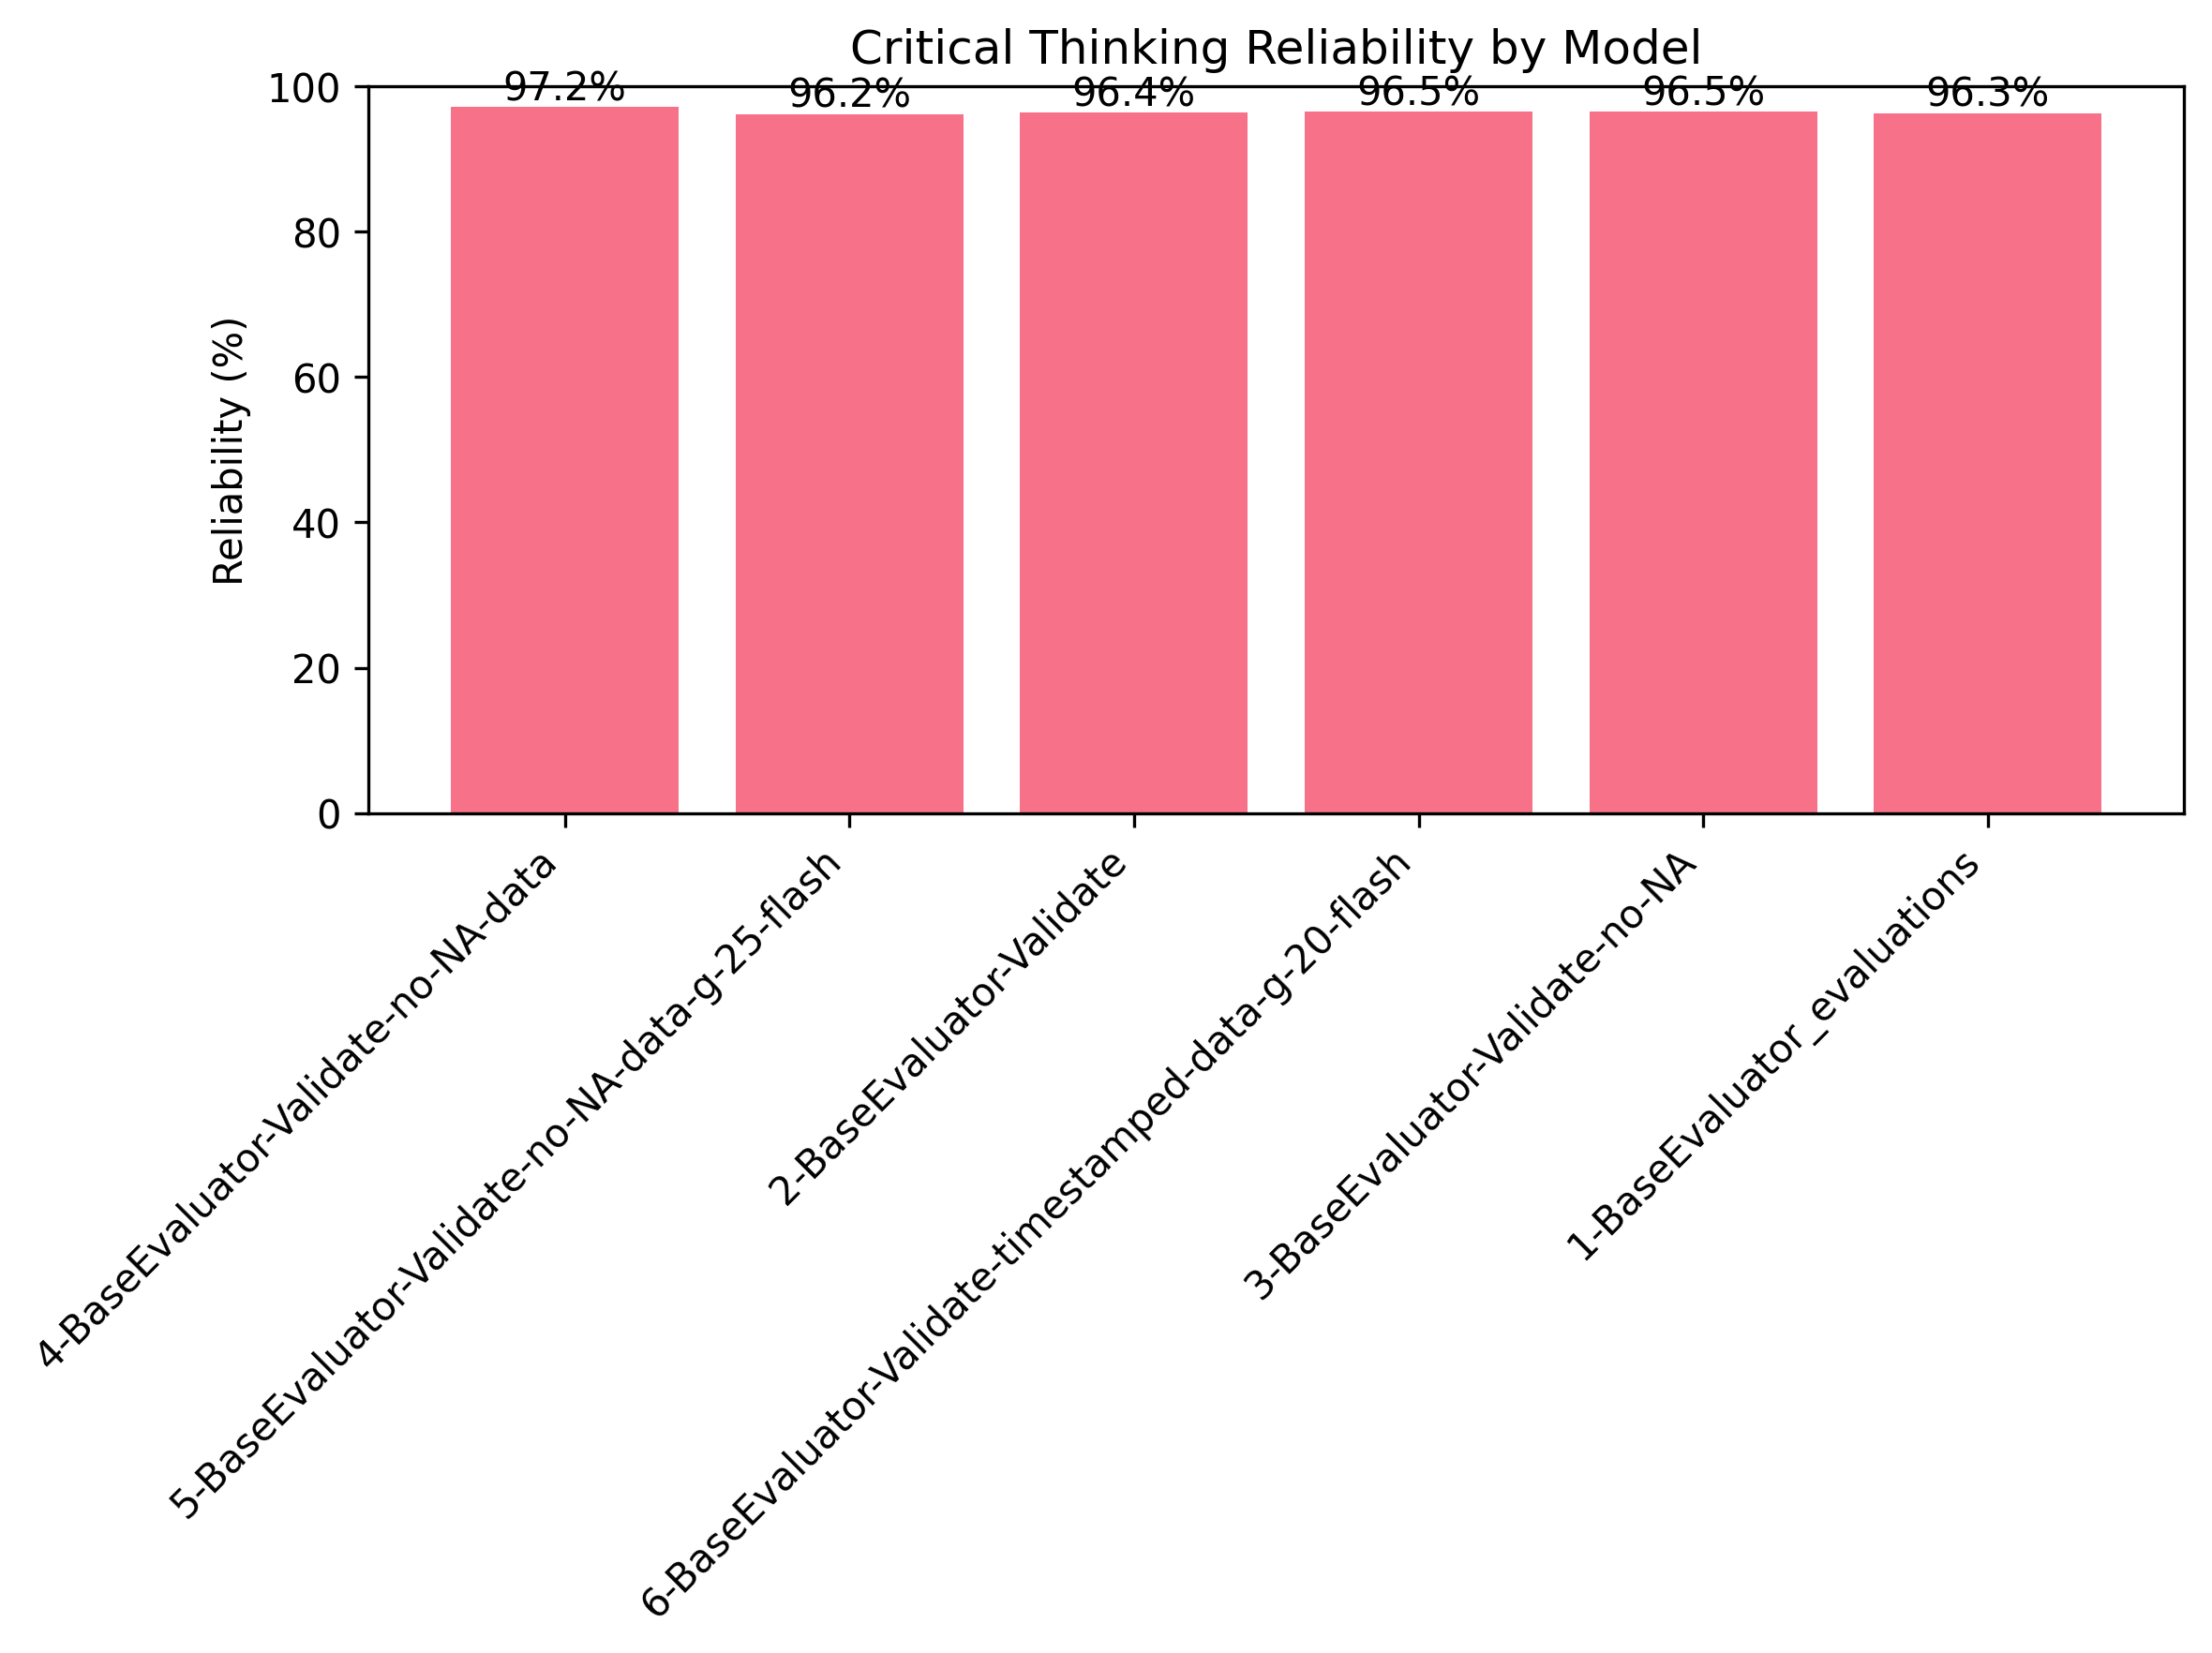 Critical Thinking Reliability by Model
97.2%
96.2%
96.4%
96.5%
96.5%
96.3%
100
80
60
40
20
0
Reliability (%)
4-BaseEvaluator-Validate-no-NA-data
5-BaseEvaluator-Validate-no-NA-data-g-25-flash
2-BaseEvaluator-Validate
6-BaseEvaluator-Validate-timestamped-data-g-20-flash
3-BaseEvaluator-Validate-no-NA
1-BaseEvaluator_evaluations